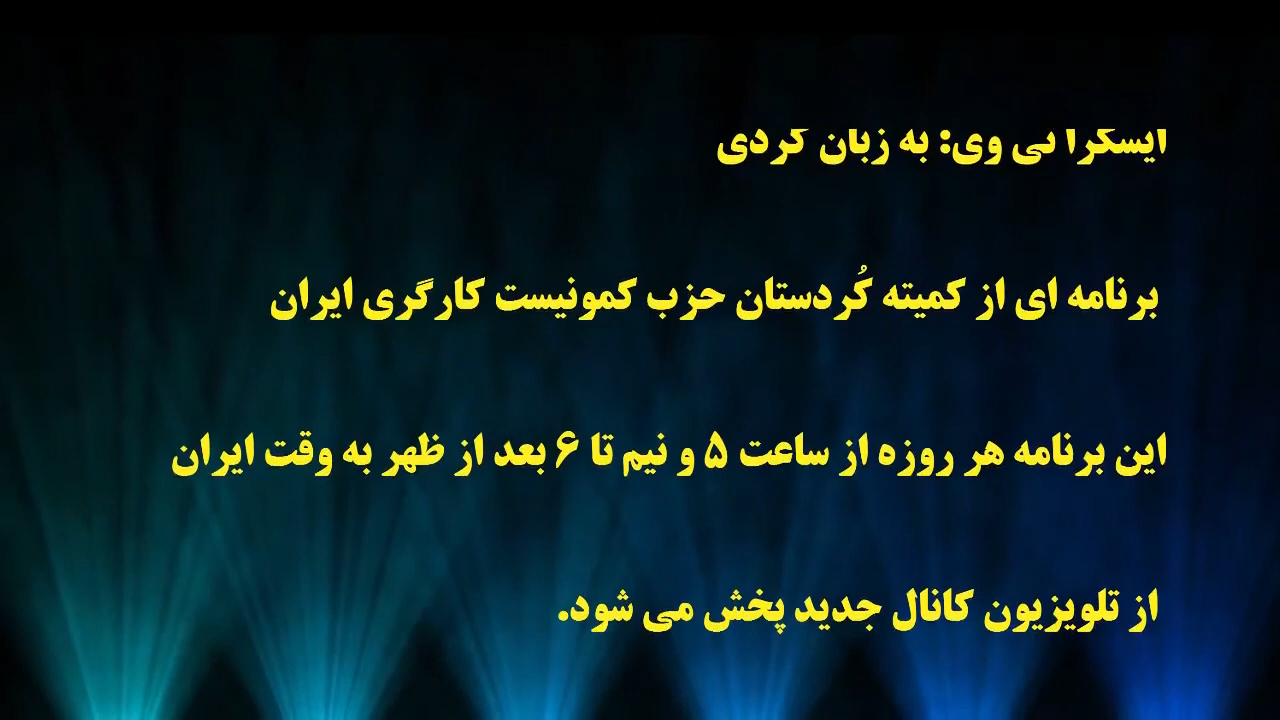 ایسکرا تی وی: به زبان کردی
برنامه ای از کمیته کُردستان حزب کمونیست کارگری ایران
این برنامه هر روزه از ساعت ۵ و نیم تا ۶ بعد از ظهر به وقت ایران
از تلویزیون کانال جدید پخش می شود.